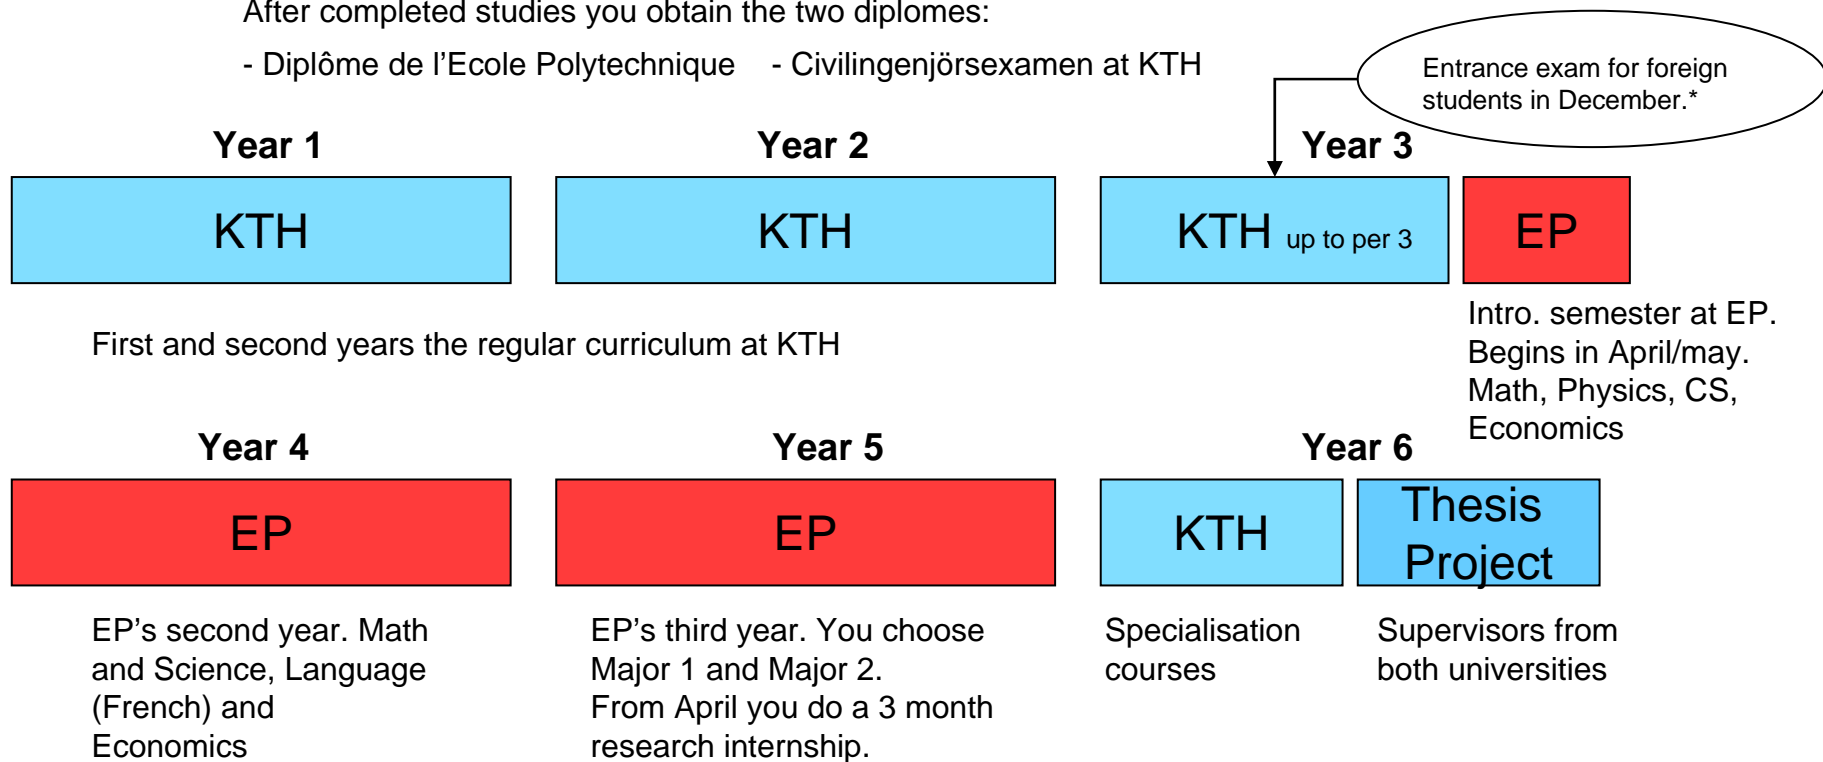 After completed studies you obtain the two diplomes:
- Diplôme de l'Ecole Polytechnique - Civilingenjörsexamen at KTH
Entrance exam for foreign
students in December.*
Year 1
Year 2
Year 3
KTH
KTH
KTH up to per 3
EP
First and second years the regular curriculum at KTH
Intro. semester at EP.
Begins in April/may.
Math, Physics, CS,
Economics
Year 4
Year 5
Year 6
EP
EP
KTH
Thesis
Project
EP's second year. Math
and Science, Language
(French) and
Economics
EP's third year. You choose
Major 1 and Major 2.
From April you do a 3 month
research internship.
Specialisation
courses
Supervisors from
both universities